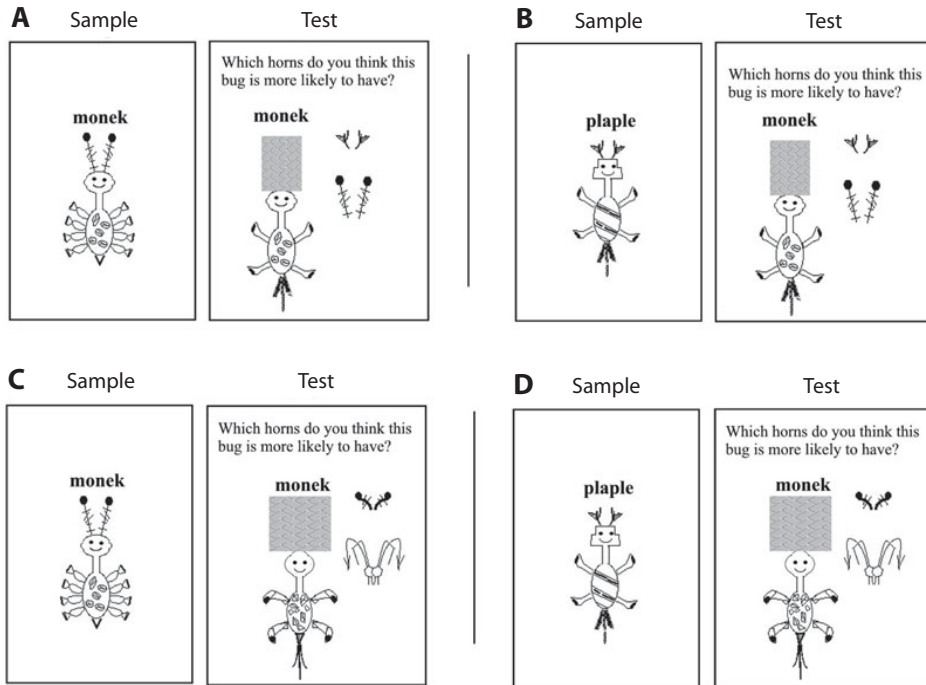 A Sample Test
monek
Which horns do you think this
bug is more likely to have?
monek
B Sample Test
plaple
Which horns do you think this
bug is more likely to have?
monek
C Sample Test
monek
Which horns do you think this
bug is more likely to have?
monek
D Sample Test
plaple
Which horns do you think this
bug is more likely to have?
monek